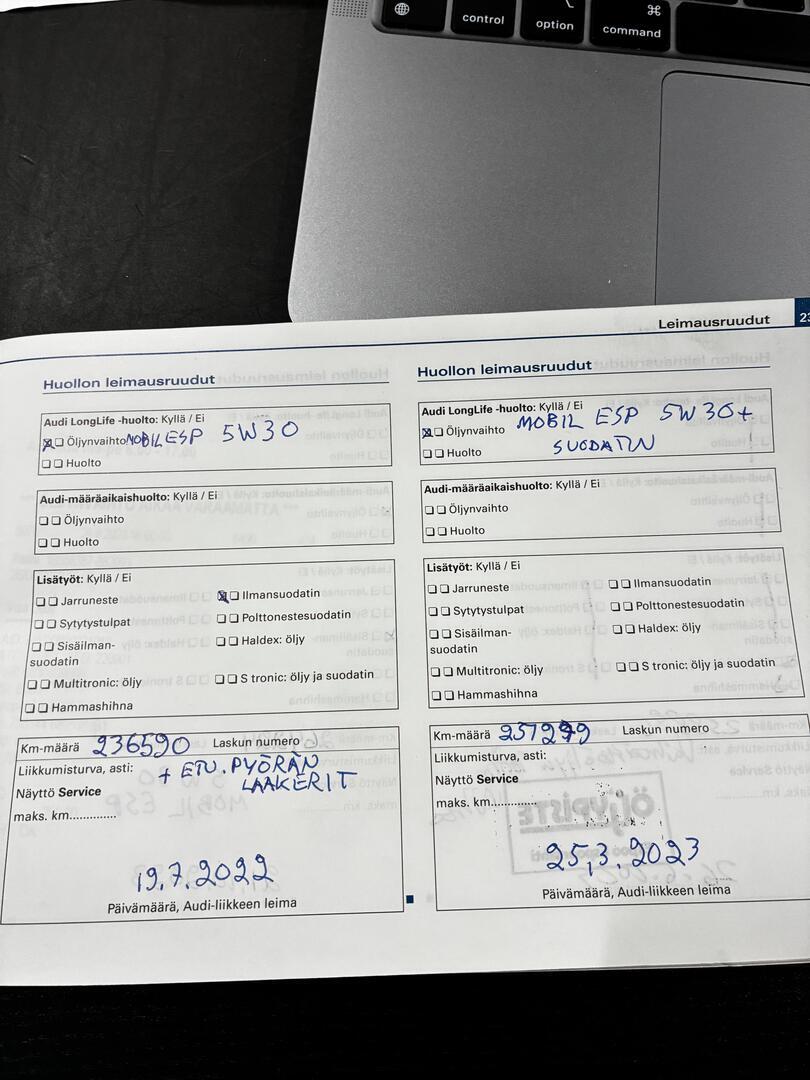 control
option
⌘
command
Leimausruudut
Huollon leimausruudut
Audi LongLife -huolto: Kyllä / Ei
Öljynvaihto MOBIL ESP 5W30
Huolto
Audi-määräaikaishuolto: Kyllä / Ei
Öljynvaihto
Huolto
Lisätyöt: Kyllä / Ei
Jarruneste
Ilmansuodatin
Sytytystulpat
Polttonestesuodatin
Sisäilman-
suodatin
Haldex: öljy
Multitronic: öljy
S tronic: öljy ja suodatin
Hammashihna
Km-määrä 236590 Laskun numero
Liikkumisturva, asti: + ETU.PYÖRÄN
Näyttö Service LAAKERIT
maks. km..............
19.7.2022
Päivämäärä, Audi-liikkeen leima
Huollon leimausruudut
Audi LongLife -huolto: Kyllä / Ei
Öljynvaihto MOBIL ESP 5W30+
Huolto SUODATIN
Audi-määräaikaishuolto: Kyllä / Ei
Öljynvaihto
Huolto
Lisätyöt: Kyllä / Ei
Jarruneste
Ilmansuodatin
Sytytystulpat
Polttonestesuodatin
Sisäilman-
suodatin
Haldex: öljy
Multitronic: öljy
S tronic: öljy ja suodatin
Hammashihna
Km-määrä Laskun numero
Liikkumisturva, asti:
Näyttö Service
maks. km..............
25.3.2023
Päivämäärä, Audi-liikkeen leima